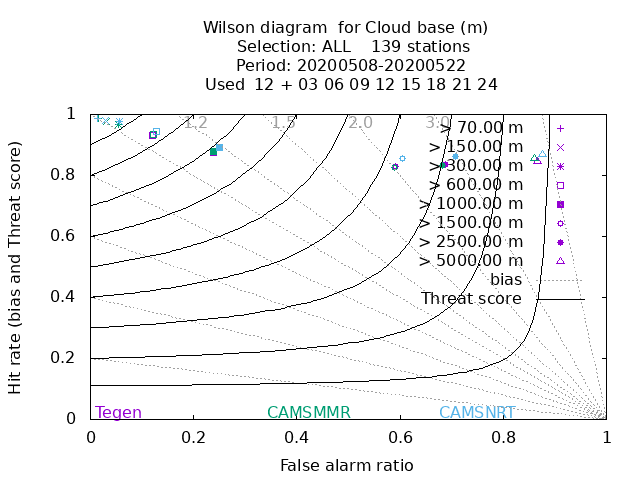 Wilson diagram  for Cloud base (m)
Selection: ALL    139 stations
Period: 20200508-20200522
Used  12 + 03 06 09 12 15 18 21 24
Hit rate (bias and Threat score)
1
0.8
0.6
0.4
0.2
0
1.2
1.5
2.0
3.0
> 70.00 m
> 150.00 m
> 300.00 m
> 600.00 m
> 1000.00 m
> 1500.00 m
> 2500.00 m
> 5000.00 m
bias
Threat score
Tegen
CAMSMMR
CAMSNRT
0
0.2
0.4
0.6
0.8
1
False alarm ratio